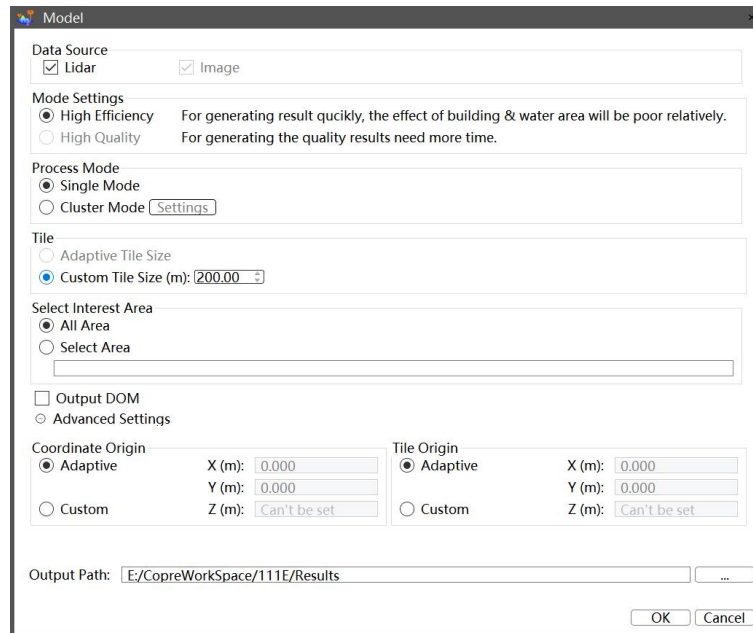 Model
Data Source
Lidar Image
Mode Settings
High Efficiency For generating result qucikly, the effect of building & water area will be poor relatively.
High Quality For generating the quality results need more time.
Process Mode
Single Mode
Cluster Mode Settings
Tile
Adaptive Tile Size
Custom Tile Size (m): 200.00
Select Interest Area
All Area
Select Area
Output DOM
Advanced Settings
Coordinate Origin Tile Origin
Adaptive X (m): 0.000 Adaptive X (m): 0.000
Y (m): 0.000 Y (m): 0.000
Custom Z (m): Can't be set Custom Z (m): Can't be set
Output Path: E:/CopreWorkSpace/111E/Results ...
OK Cancel